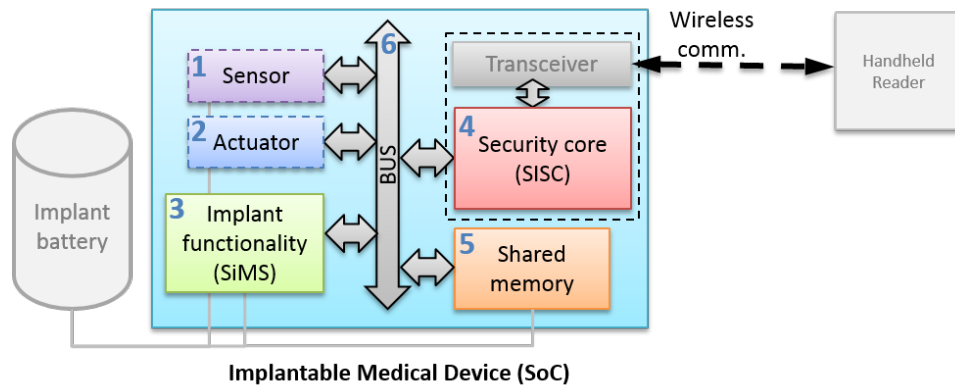 Wireless
comm.
Handheld
Reader
Implant
battery
1
Sensor
2
Actuator
3
Implant
functionality
(SiMS)
6
BUS
Transceiver
4
Security core
(SISC)
5
Shared
memory
Implantable Medical Device (SoC)